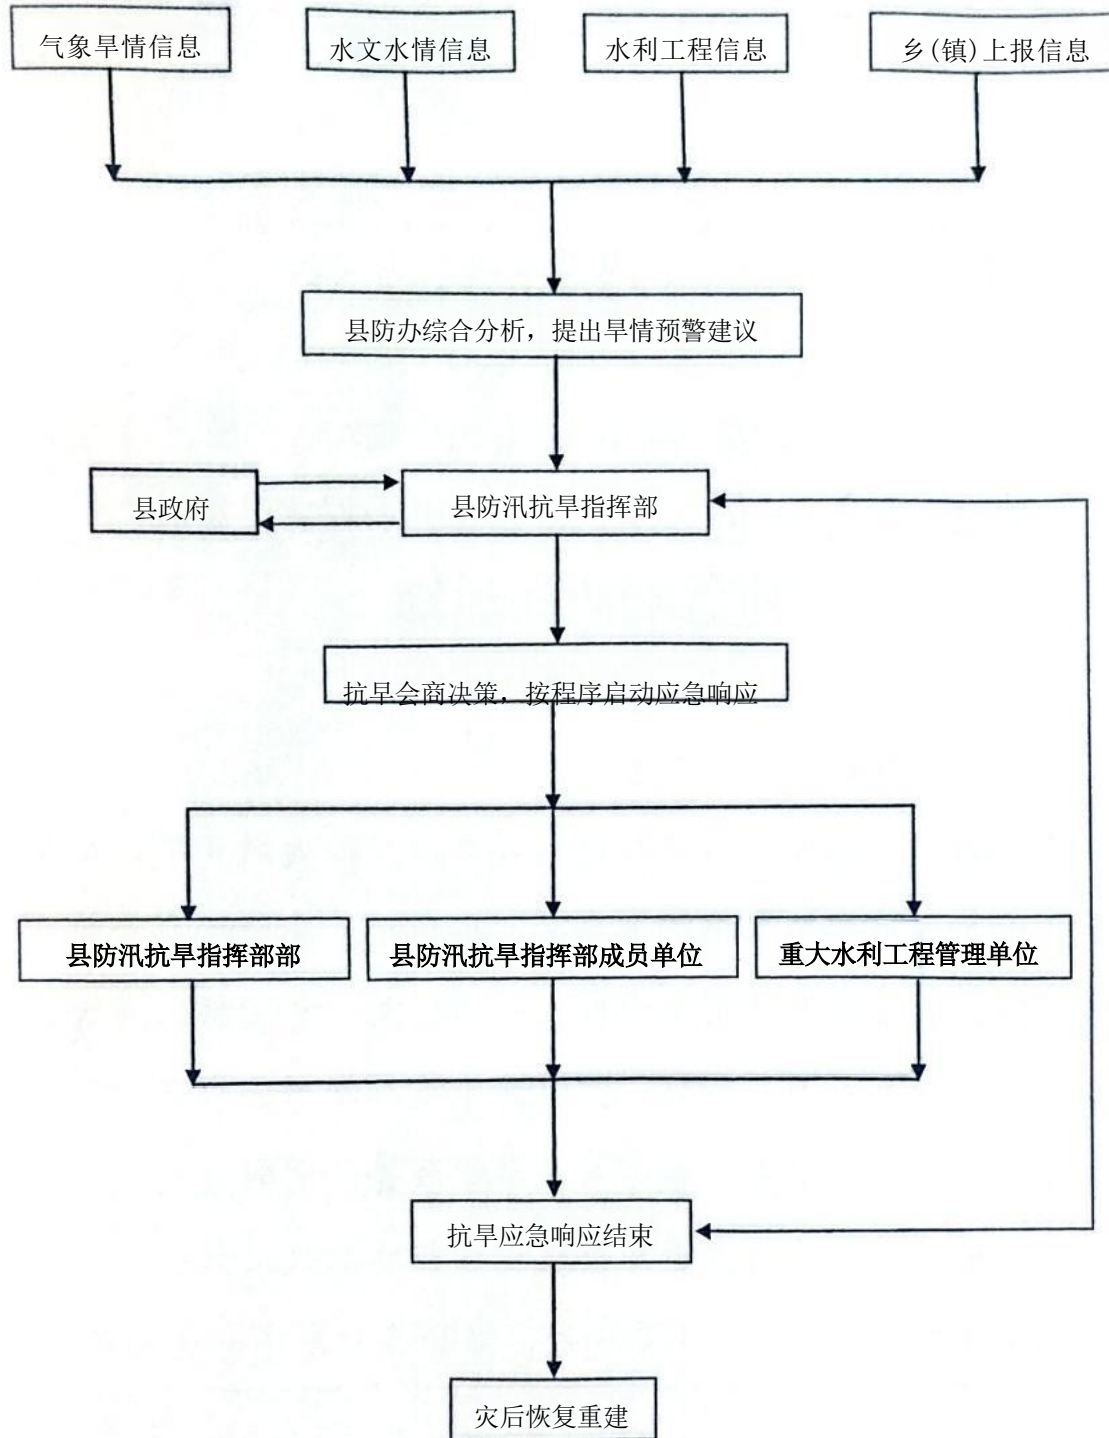 气象旱情信息
水文水情信息
水利工程信息
乡(镇)上报信息
县防办综合分析，提出旱情预警建议
县政府
县防汛抗旱指挥部
抗旱会商决策，按程序启动应急响应
县防汛抗旱指挥部部
县防汛抗旱指挥部成员单位
重大水利工程管理单位
抗旱应急响应结束
灾后恢复重建